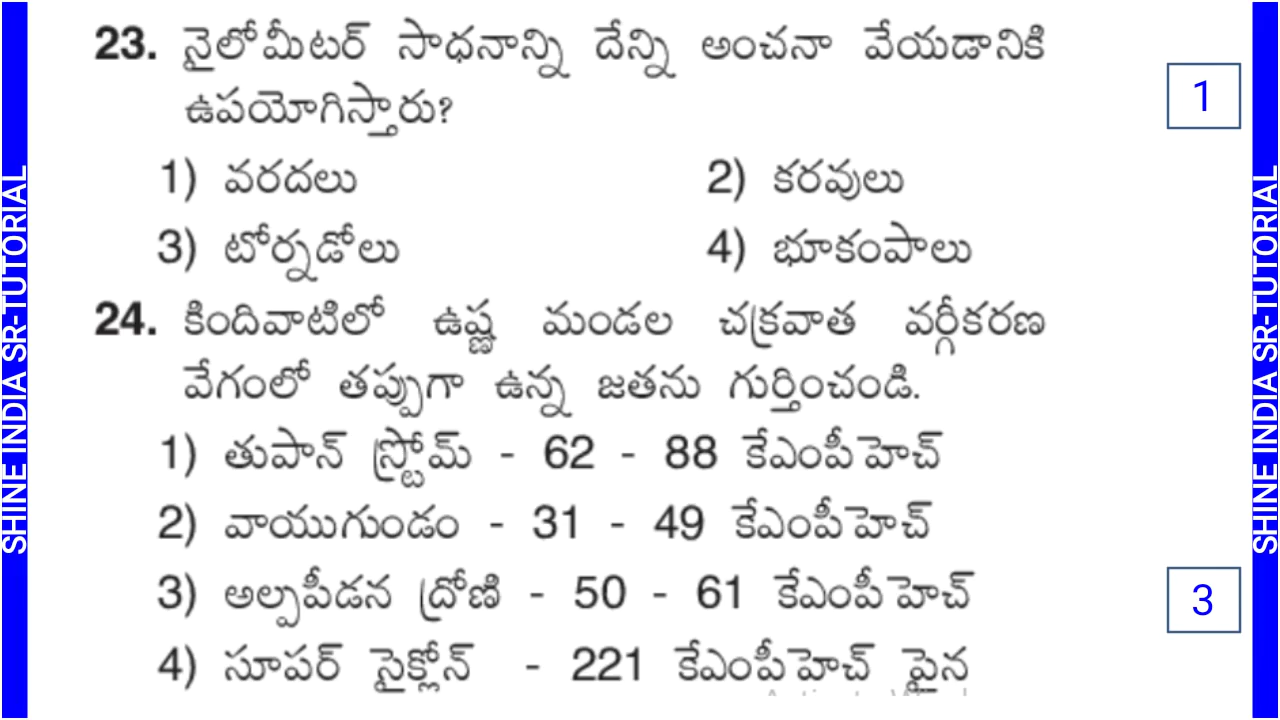 SHINE INDIA SR-TUTORIAL
23. నైలోమీటర్ సాధనాన్ని దేన్ని అంచనా వేయడానికి
ఉపయోగిస్తారు?
1
1) వరదలు 2) కరవులు
3) టోర్నడోలు 4) భూకంపాలు
24. కిందివాటిలో ఉష్ణ మండల చక్రవాత వర్గీకరణ
వేగంలో తప్పుగా ఉన్న జతను గుర్తించండి.
1) తుపాన్ స్ట్రోమ్ - 62 - 88 కేఎంపీహెచ్
2) వాయుగుండం - 31 - 49 కేఎంపీహెచ్
3) అల్పపీడన ద్రోణి - 50 - 61 కేఎంపీహెచ్
3
4) సూపర్ సైక్లోన్ - 221 కేఎంపీహెచ్ పైన
SHINE INDIA SR-TUTORIAL